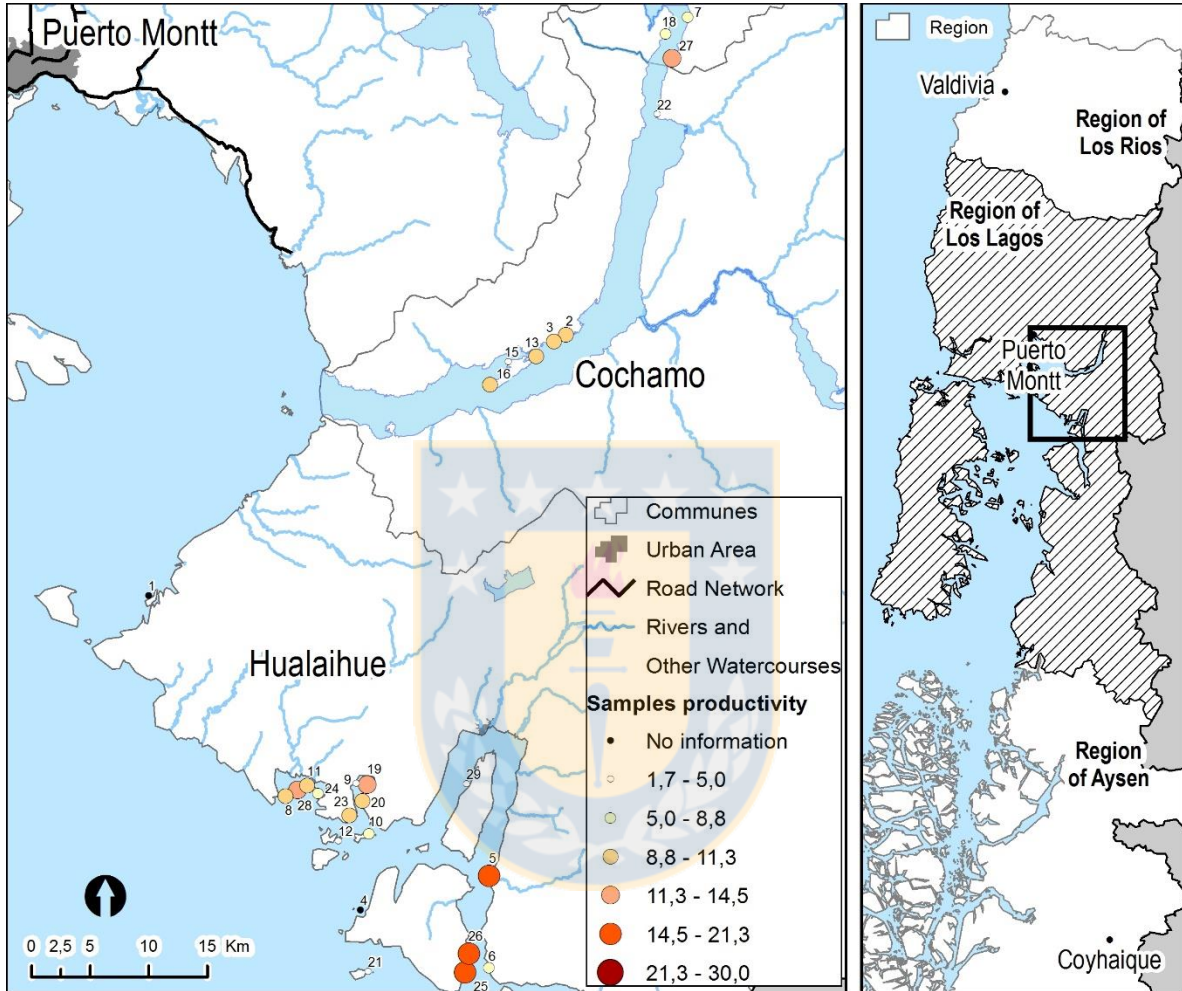 Puerto Montt
7
18
27
22
2
3
13
15
16
Cochamo
1
Hualaihue
11
19
9
24
20
8
28
23
10
12
29
5
4
26
6
21
25
0 2,5 5 10 15 Km
Communes
Urban Area
Road Network
Rivers and
Other Watercourses
Samples productivity
No information
1,7 - 5,0
5,0 - 8,8
8,8 - 11,3
11,3 - 14,5
14,5 - 21,3
21,3 - 30,0
Region
Valdivia
Region of
Los Rios
Region of
Los Lagos
Puerto
Montt
Region
of Aysen
Coyhaique